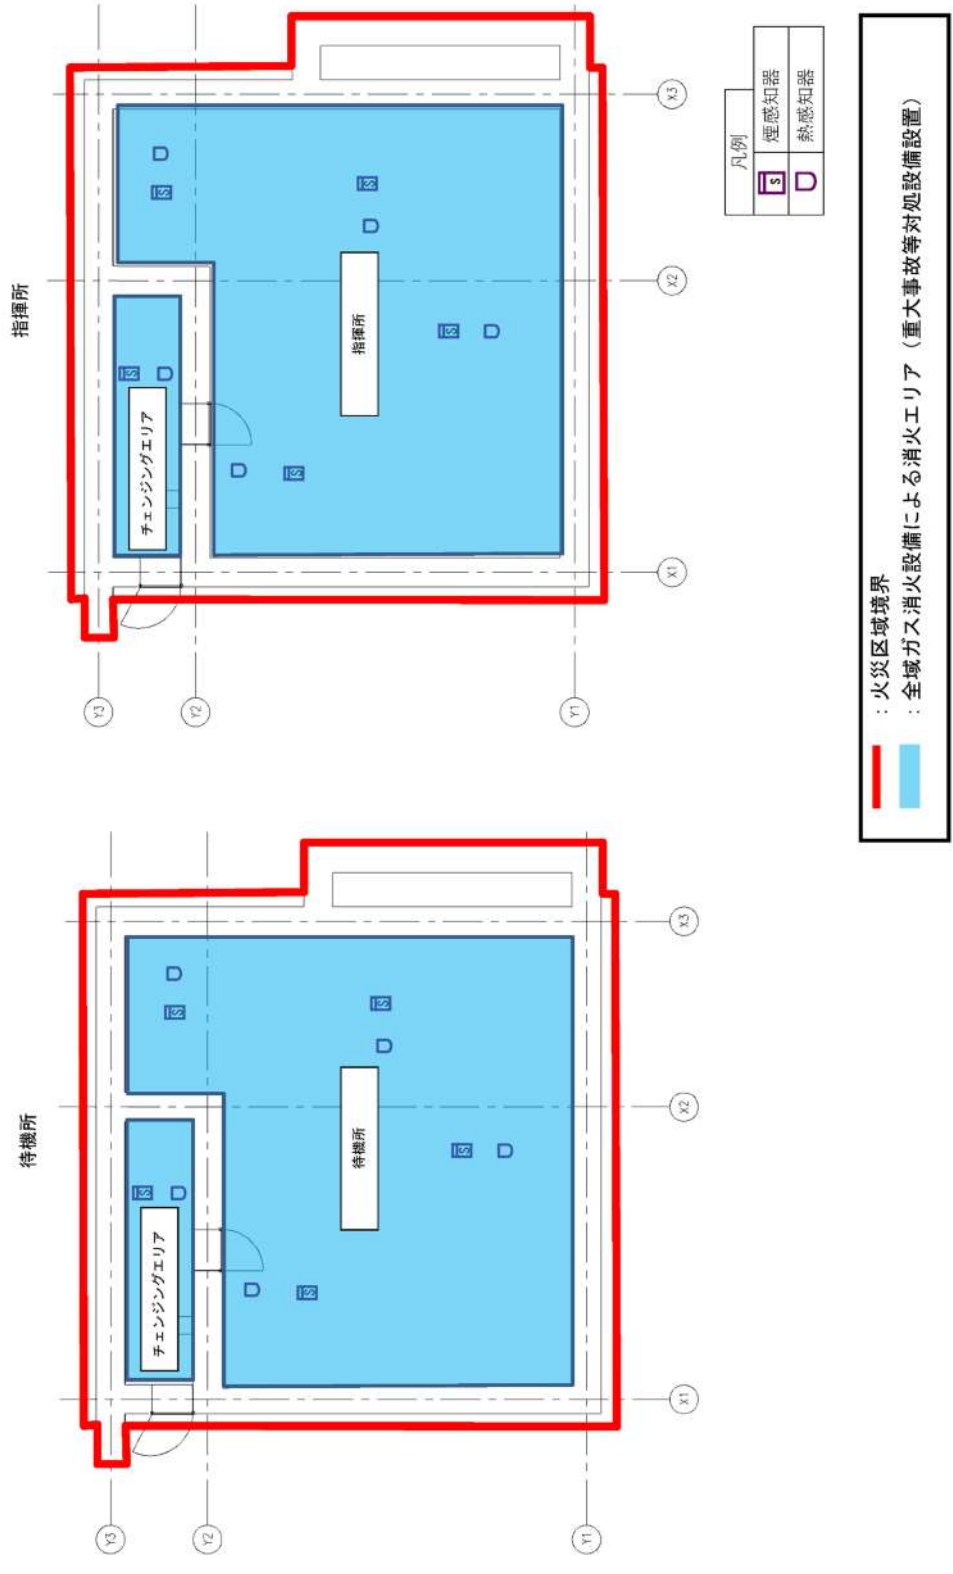 待機所
Y3
Y2
Y1
X1
X2
X3
チェンジングエリア
待機所
S
S
S
S
S
指揮所
Y3
Y2
Y1
X1
X2
X3
チェンジングエリア
指揮所
S
S
S
S
S
凡例
S 煙感知器
熱感知器
：火災区域境界
：全域ガス消火設備による消火エリア（重大事故等対処設備設置）